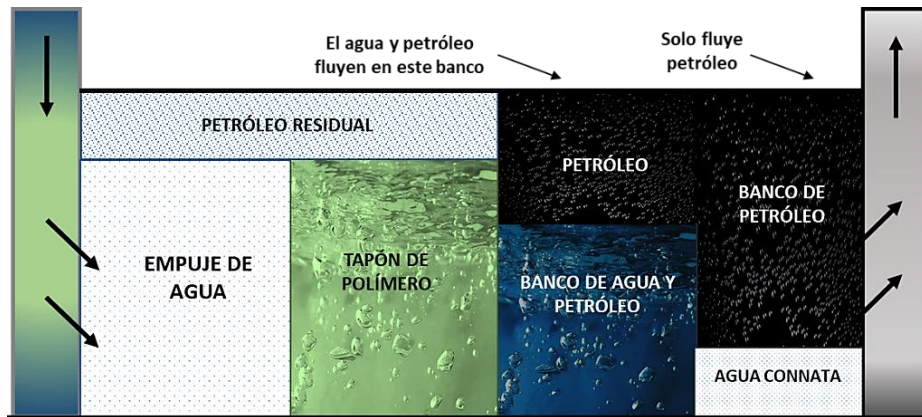 El agua y petróleo
fluyen en este banco
Solo fluye
petróleo
PETRÓLEO RESIDUAL
PETRÓLEO
BANCO DE
PETRÓLEO
EMPUJE DE
AGUA
TAPÓN DE
POLÍMERO
BANCO DE AGUA Y
PETRÓLEO
AGUA CONNATA